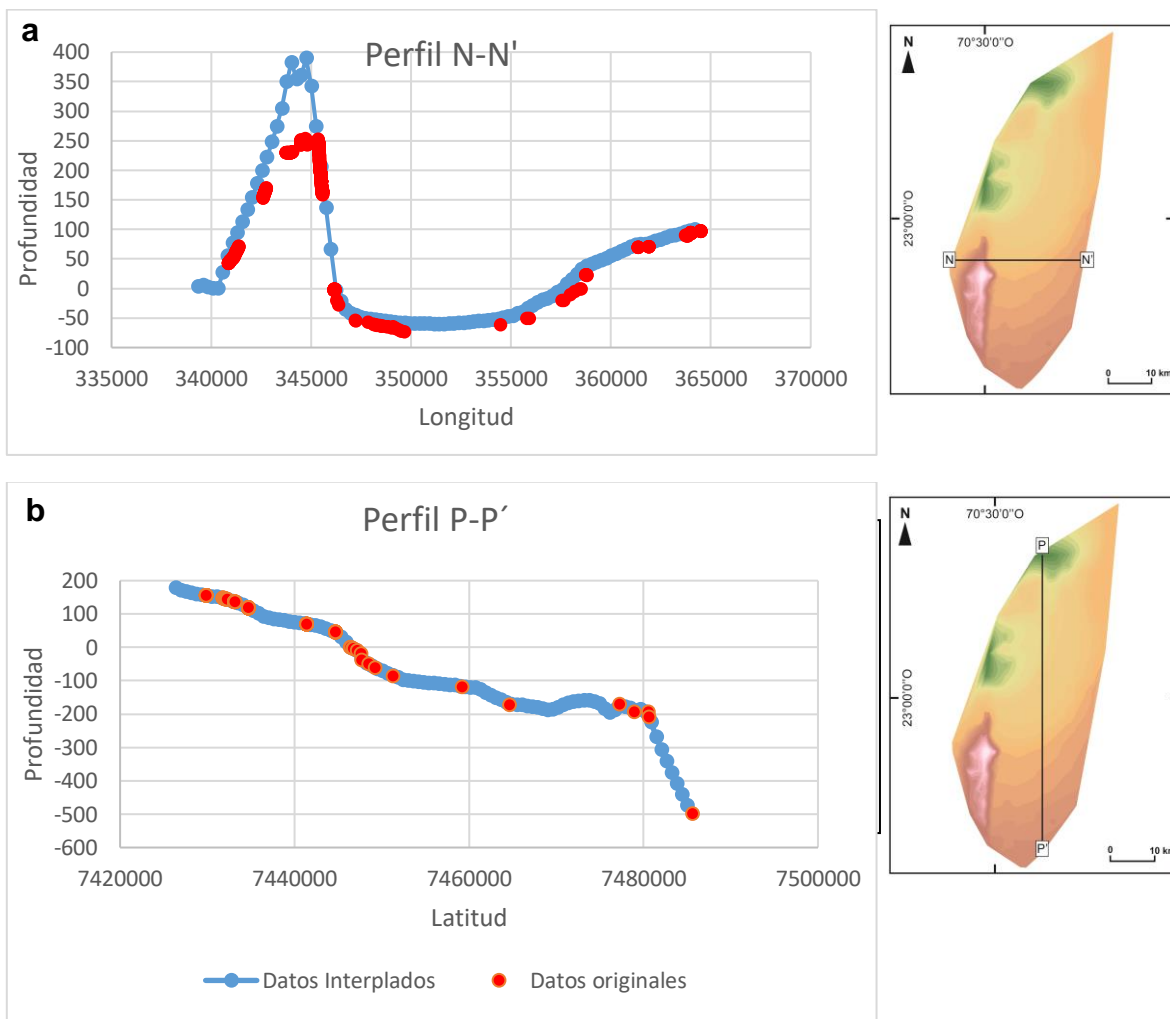 a
Perfil N-N'
400
350
300
250
200
150
100
50
0
-50
-100
Profundidad
335000 340000 345000 350000 355000 360000 365000 370000
Longitud
N
70°30'0''O
23°0'0''S
N N'
0 10 km
b
Perfil P-P´
200
100
0
-100
-200
-300
-400
-500
-600
Profundidad
7420000 7440000 7460000 7480000 7500000
Latitud
Datos Interplados Datos originales
N
70°30'0''O
P
23°0'0''S
P'
0 10 km